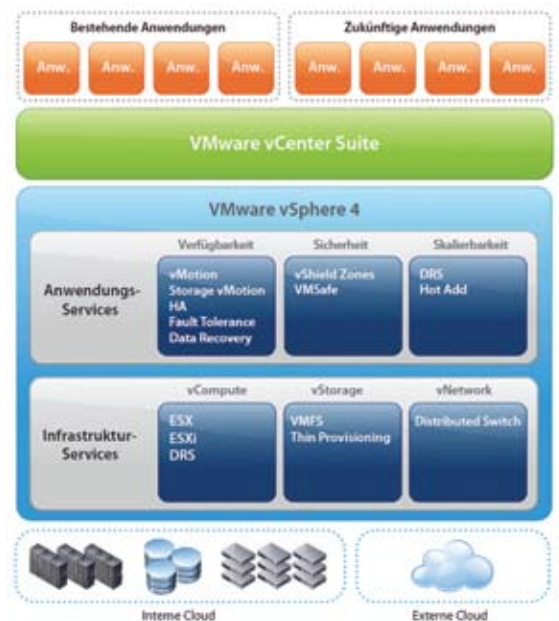 Bestehende Anwendungen
Zukünftige Anwendungen
Anw. Anw. Anw. Anw.
Anw. Anw. Anw. Anw.
VMware vCenter Suite
VMware vSphere 4
Anwendungs-
Services
Verfügbarkeit
vMotion
Storage vMotion
HA
Fault Tolerance
Data Recovery
Sicherheit
vShield Zones
VMSafe
Skalierbarkeit
DRS
Hot Add
Infrastruktur-
Services
vCompute
ESX
ESXi
DRS
vStorage
VMFS
Thin Provisioning
vNetwork
Distributed Switch
Interne Cloud
Externe Cloud